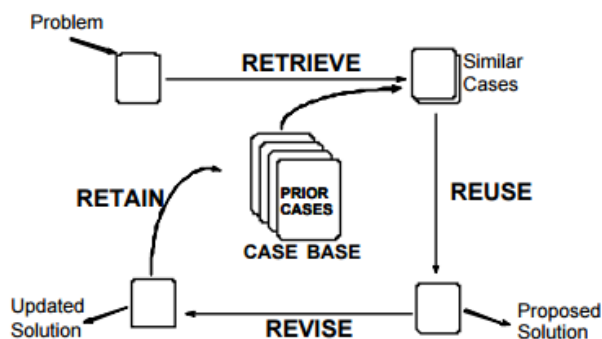 Problem
RETRIEVE
Similar
Cases
PRIOR
CASES
CASE BASE
RETAIN
REUSE
Updated
Solution
REVISE
Proposed
Solution